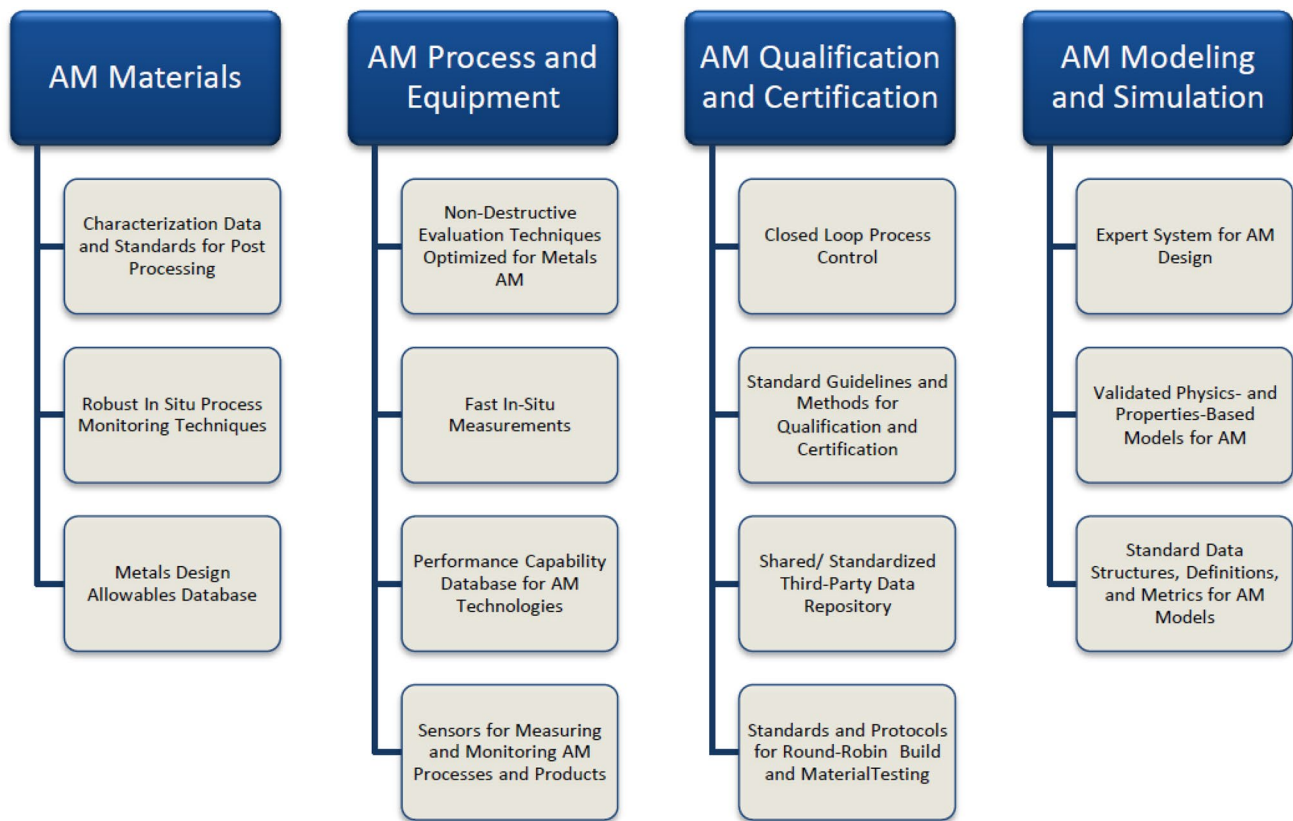 AM Materials
Characterization Data
and Standards for Post
Processing
Robust In Situ Process
Monitoring Techniques
Metals Design
Allowables Database
AM Process and
Equipment
Non-Destructive
Evaluation Techniques
Optimized for Metals
AM
Fast In-Situ
Measurements
Performance Capability
Database for AM
Technologies
Sensors for Measuring
and Monitoring AM
Processes and Products
AM Qualification
and Certification
Closed Loop Process
Control
Standard Guidelines and
Methods for
Qualification and
Certification
Shared/ Standardized
Third-Party Data
Repository
Standards and Protocols
for Round-Robin  Build
and MaterialTesting
AM Modeling
and Simulation
Expert System for AM
Design
Validated Physics- and
Properties-Based
Models for AM
Standard Data
Structures, Definitions,
and Metrics for AM
Models